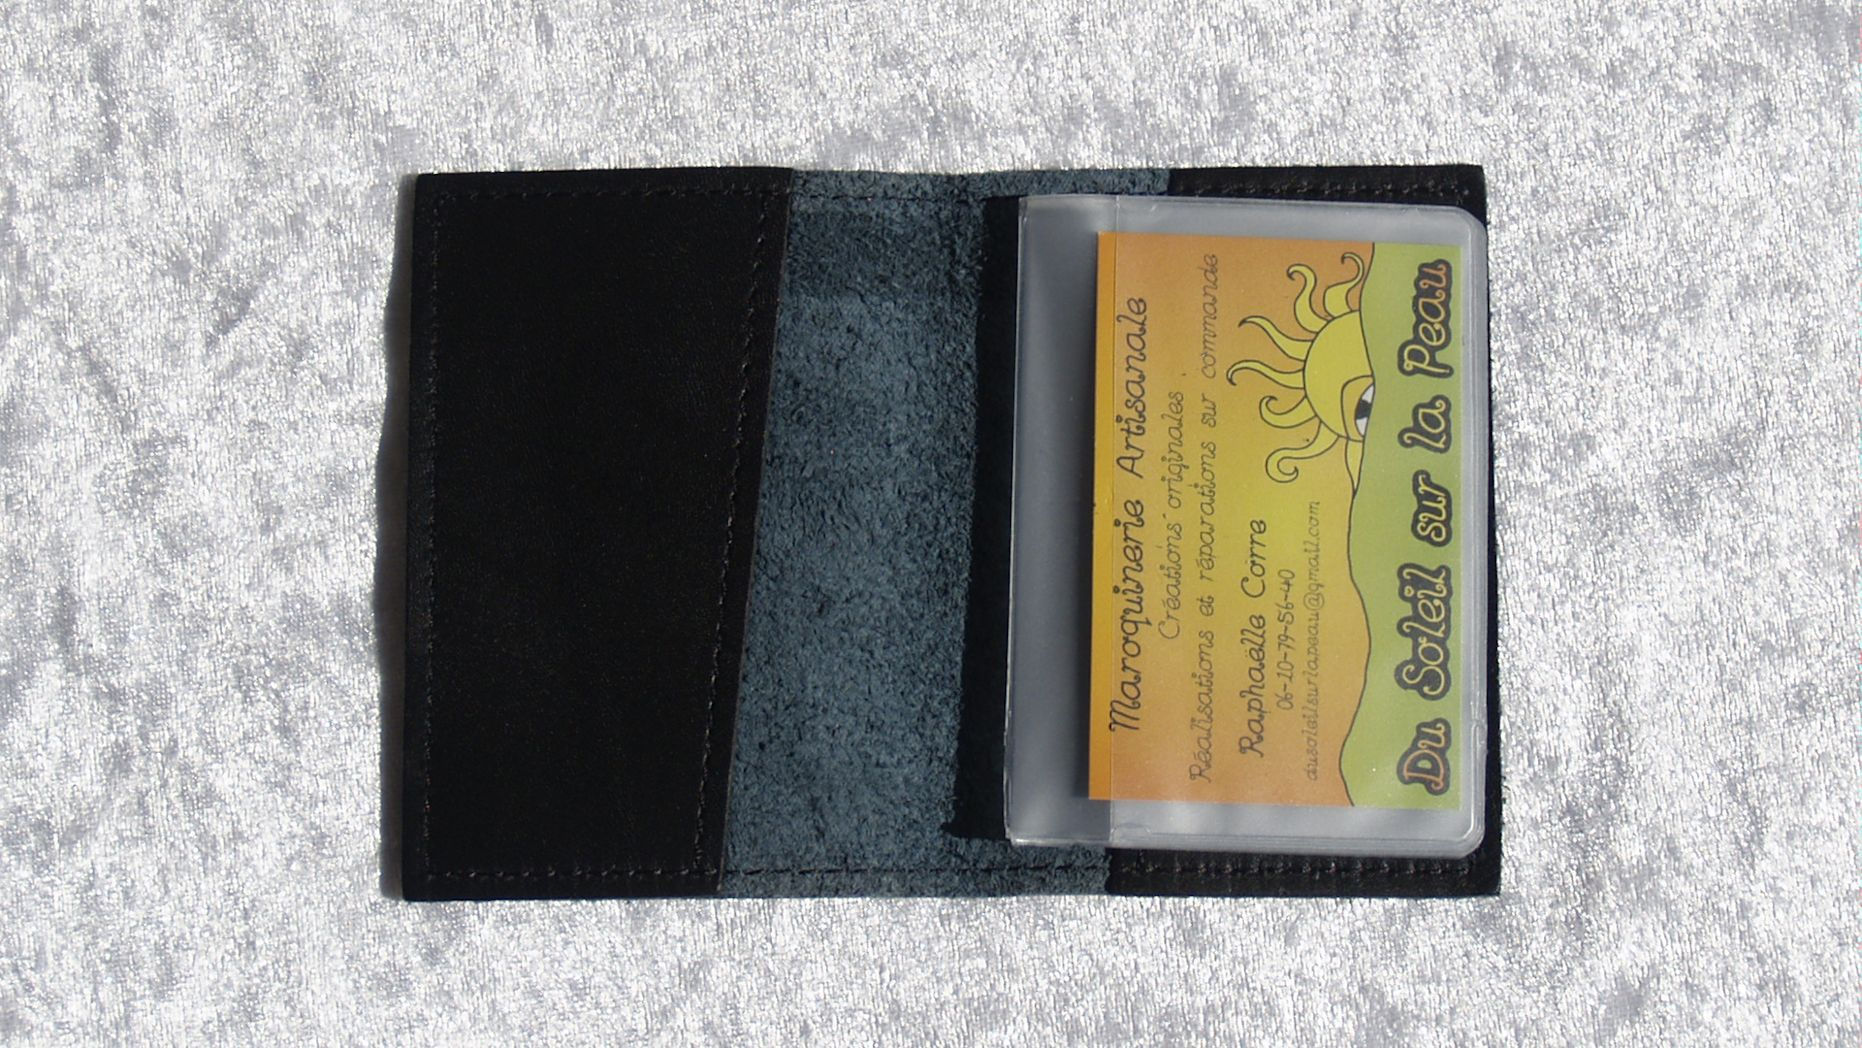 Maroquinerie Artisanale
Créations originales
Réalisations et réparations sur commande
Raphaëlle Corre
06-20-79-56-40
dusoleilsurlapeau@gmail.com
Du Soleil sur la Peau